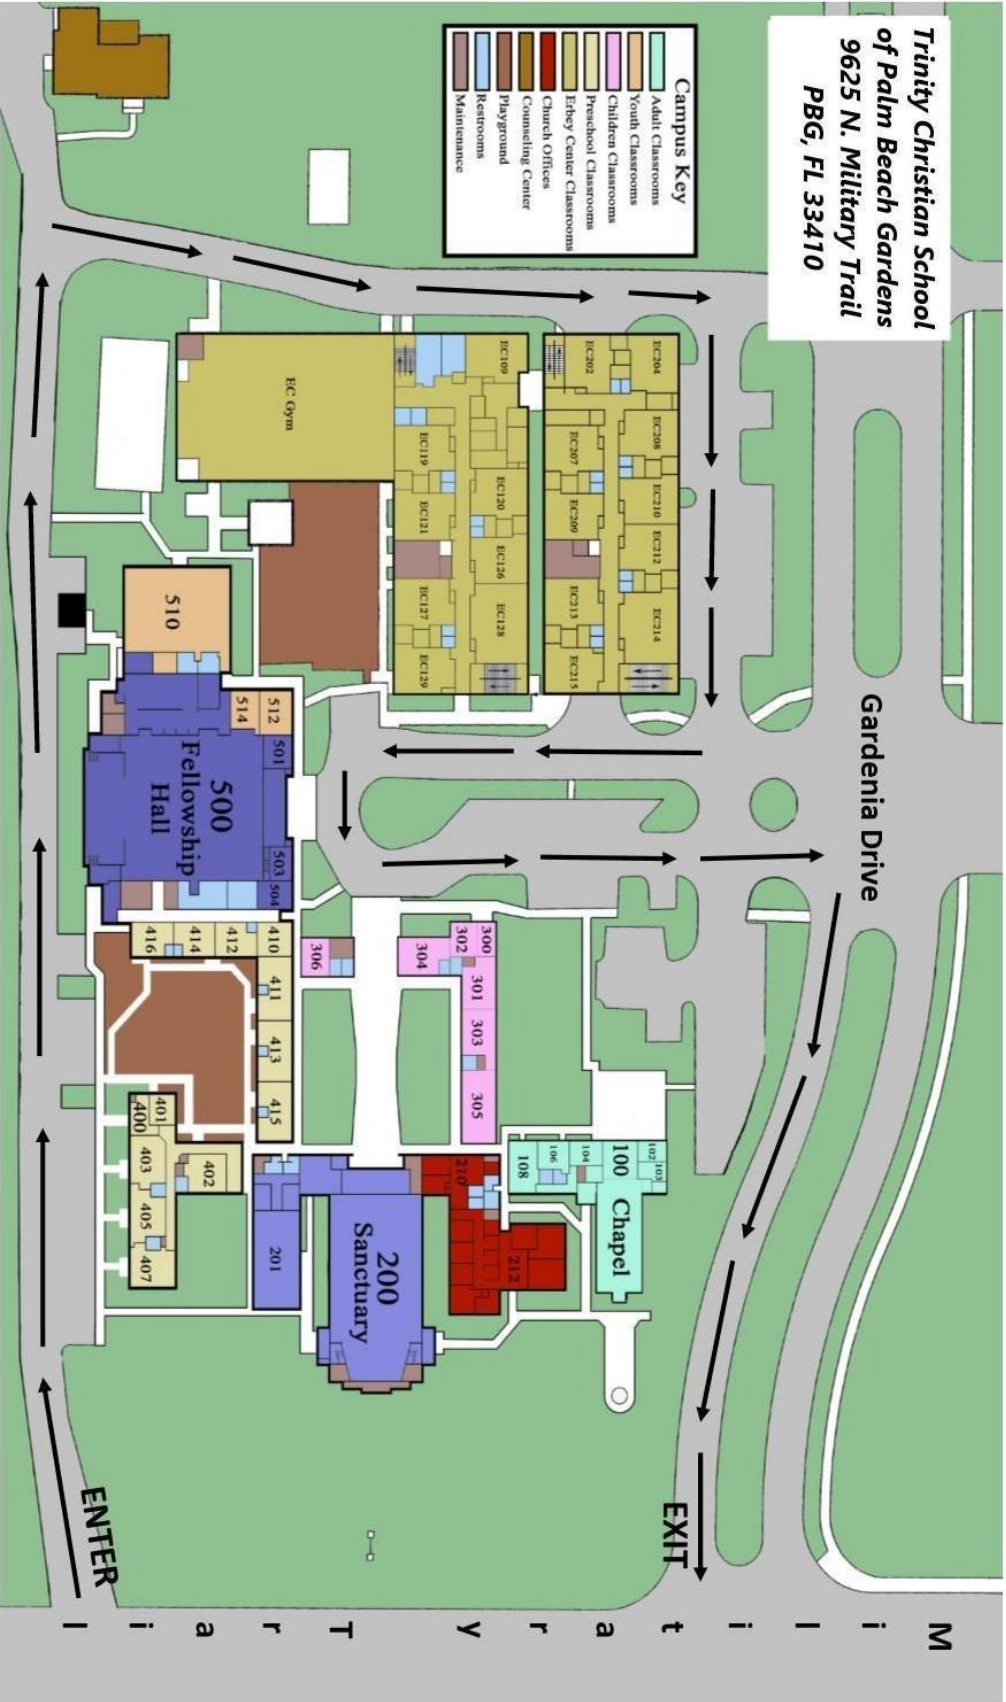 Trinity Christian School
of Palm Beach Gardens
9625 N. Military Trail
PBG, FL 33410
Campus Key
Adult Classrooms
Youth Classrooms
Children Classrooms
Preschool Classrooms
Erbey Center Classrooms
Church Offices
Counseling Center
Playground
Restrooms
Maintenance
Gardenia Drive
EC204
EC208
EC210
EC212
EC214
EC202
EC207
EC209
EC213
EC215
EC109
EC120
EC126
EC128
EC119
EC121
EC127
EC129
EC Gym
510
512
514
501
500
Fellowship
Hall
503
504
300
302
304
301
303
305
306
410
412
414
416
411
413
415
401
400
402
403
405
407
102
103
100 Chapel
104
106
108
210
212
200
Sanctuary
201
EXIT
ENTER
Military Trail